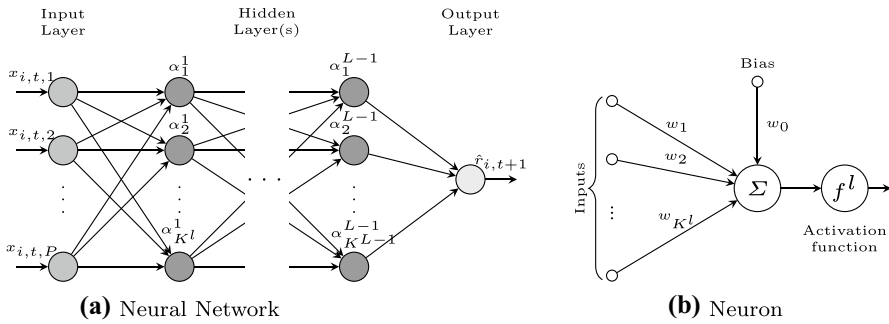 Input
Layer
Hidden
Layer(s)
Output
Layer
x_{i,t,1}
x_{i,t,2}
x_{i,t,P}
α_1^1
α_2^1
α_{K^l}^1
. . .
α_1^{L-1}
α_2^{L-1}
α_{K^{L-1}}^{L-1}
r̂_{i,t+1}
(a) Neural Network
Bias
Inputs
w_1
w_2
...
w_{K^l}
w_0
Σ
f^l
Activation
function
(b) Neuron